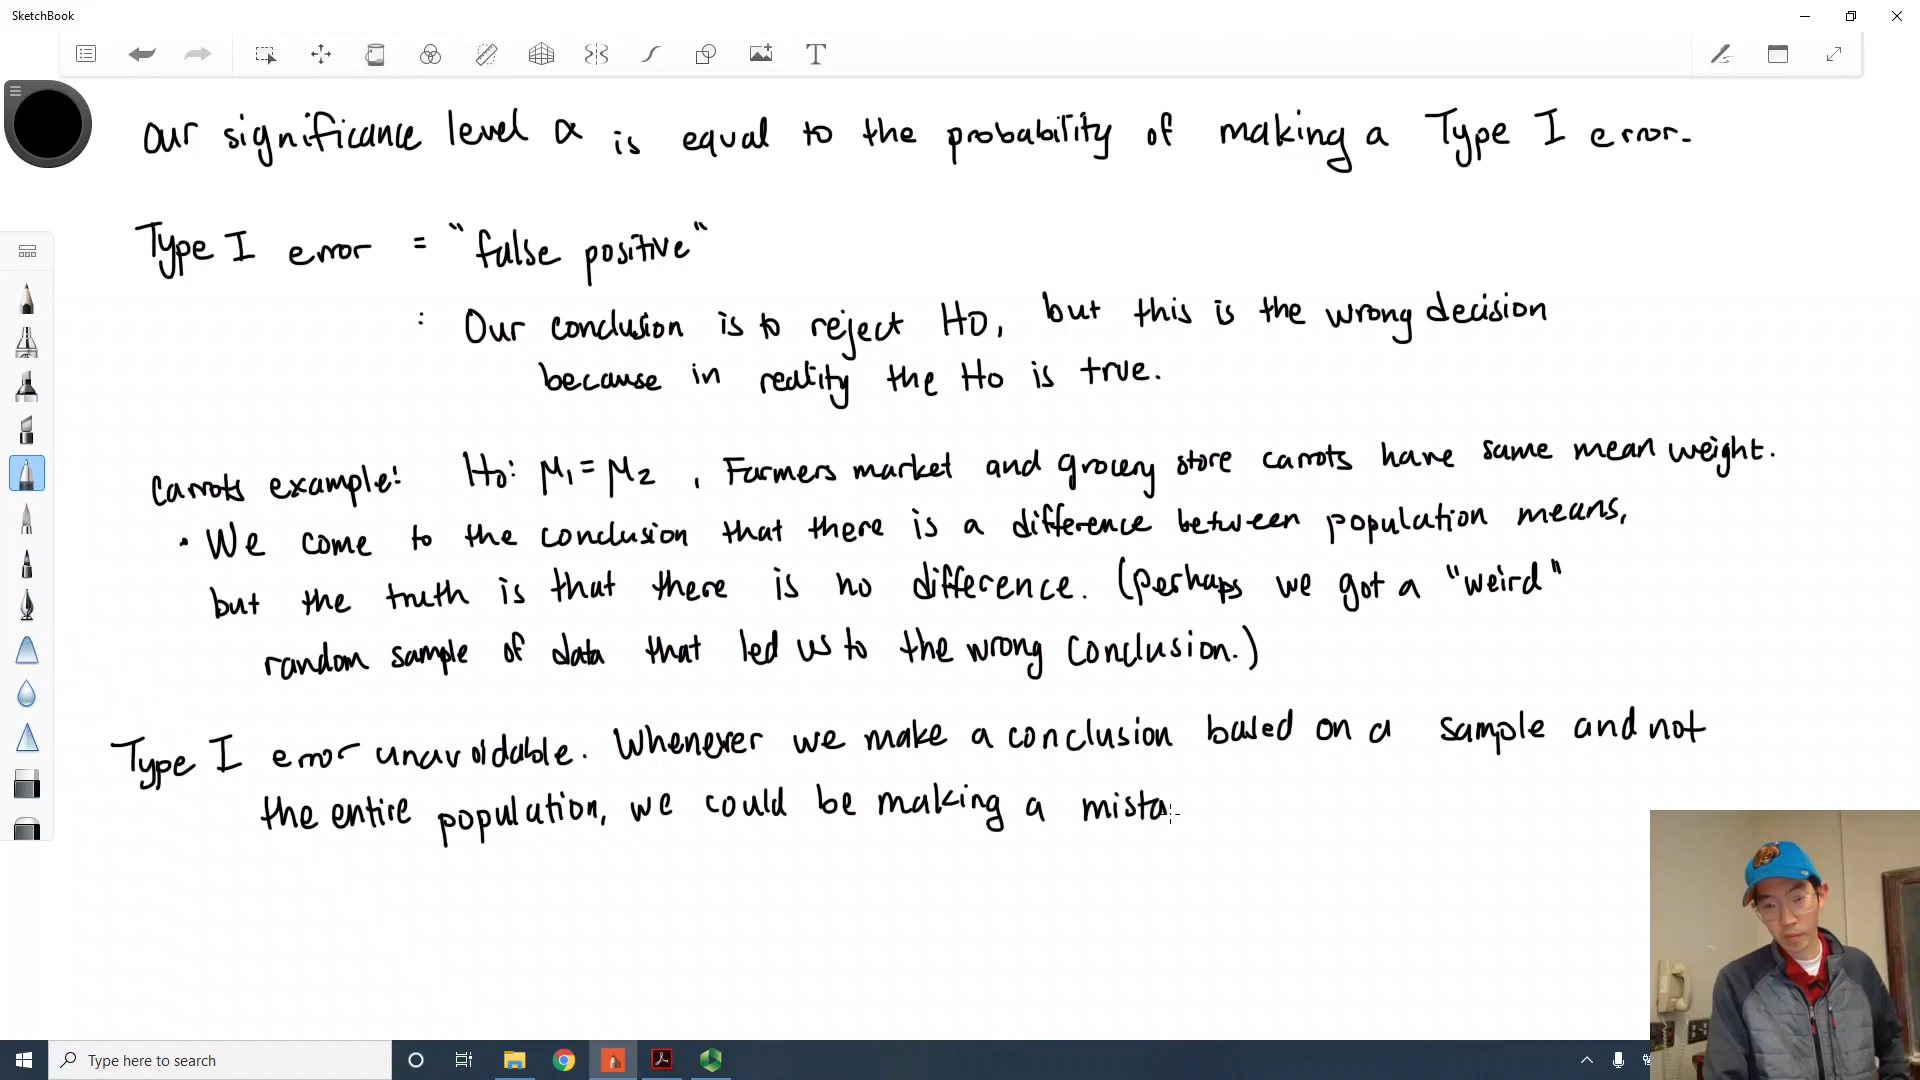 SketchBook
Our significance level α is equal to the probability of making a Type I error.
Type I error = "false positive"
: Our conclusion is to reject H0, but this is the wrong decision
because in reality the H0 is true.
Carrots example: H0: μ1 = μ2, Farmers market and grocery store carrots have same mean weight.
• We come to the conclusion that there is a difference between population means,
but the truth is that there is no difference. (Perhaps we got a "weird"
random sample of data that led us to the wrong conclusion.)
Type I error unavoidable. Whenever we make a conclusion based on a sample and not
the entire population, we could be making a mista
Type here to search